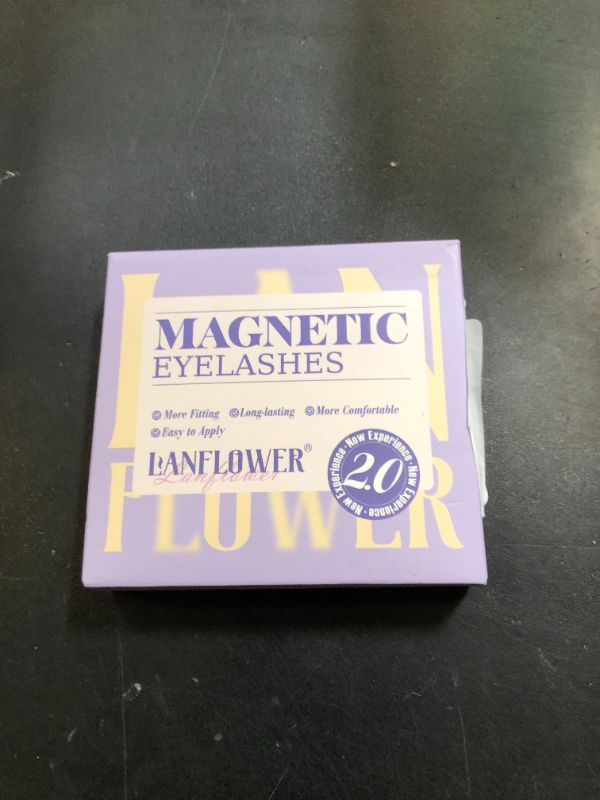 LAN
FLOWER
MAGNETIC
EYELASHES
More Fitting Long-lasting More Comfortable
Easy to Apply
LANFLOWER®
Lanflower
New Experience · New Experience · New Experience ·
2.0